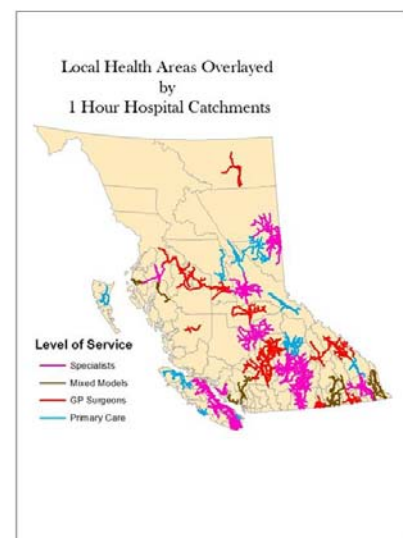 Local Health Areas Overlayed
by
1 Hour Hospital Catchments
Level of Service
Specialists
Mixed Models
GP Surgeons
Primary Care